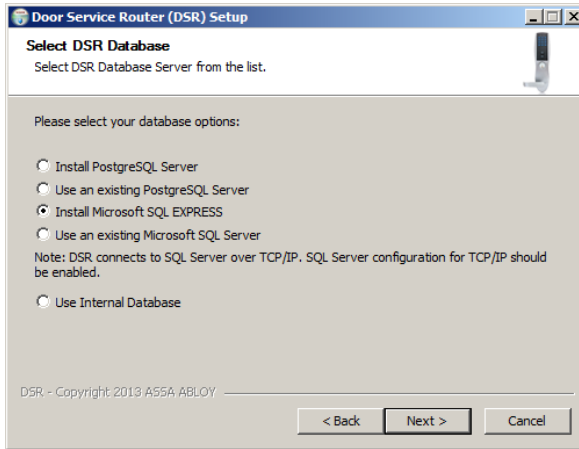 Door Service Router (DSR) Setup
Select DSR Database
Select DSR Database Server from the list.
Please select your database options:
Install PostgreSQL Server
Use an existing PostgreSQL Server
Install Microsoft SQL EXPRESS
Use an existing Microsoft SQL Server
Note: DSR connects to SQL Server over TCP/IP. SQL Server configuration for TCP/IP should
be enabled.
Use Internal Database
DSR - Copyright 2013 ASSA ABLOY
< Back Next > Cancel